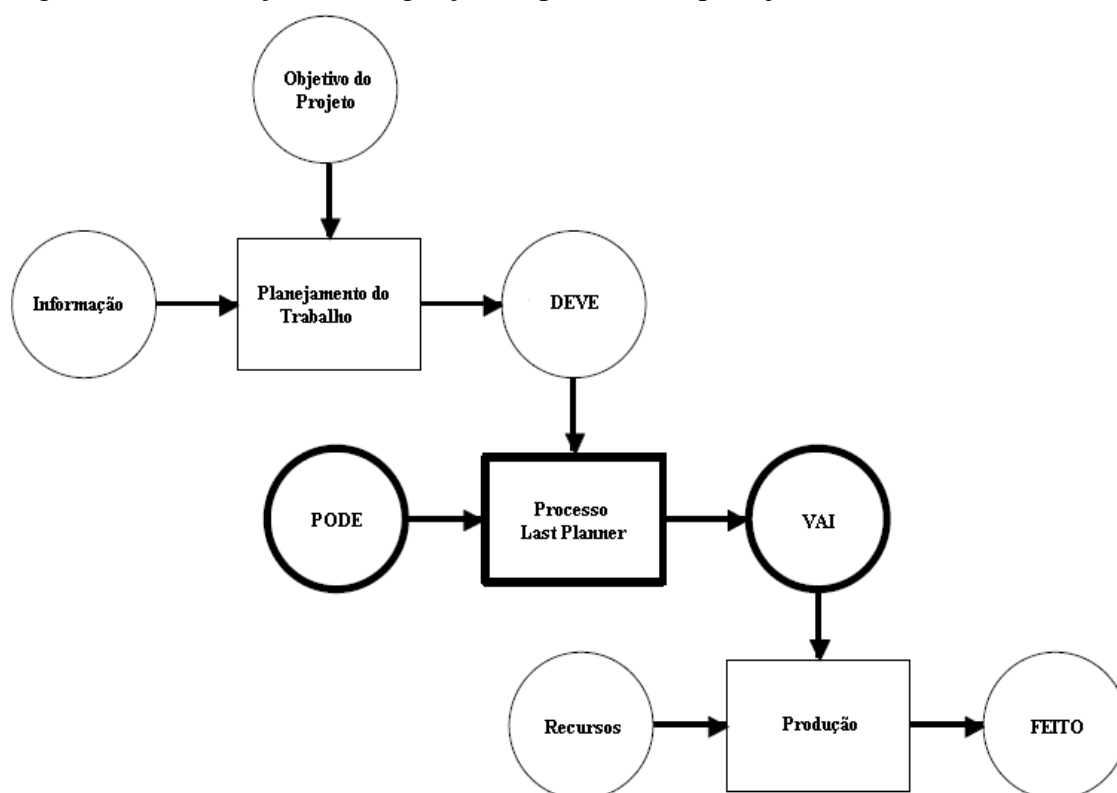 Objetivo do
Projeto
Informação
Planejamento do
Trabalho
DEVE
PODE
Processo
Last Planner
VAI
Recursos
Produção
FEITO